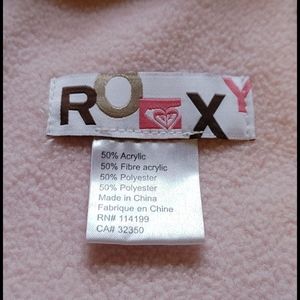 ROXY
50% Acrylic
50% Fibre acrylic
50% Polyester
50% Polyester
Made in China
Fabrique en Chine
RN# 114199
CA# 32350